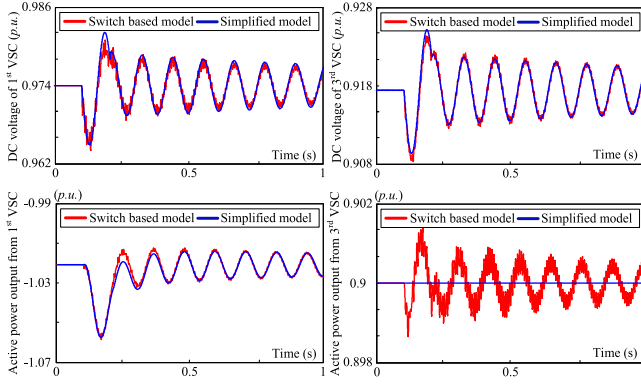 0.986
Switch based model
Simplified model
0.974
0.962
Time (s)
0
0.5
1
DC voltage of 1st VSC (p.u.)
0.928
Switch based model
Simplified model
0.918
0.908
Time (s)
0
0.5
DC voltage of 3rd VSC (p.u.)
-0.99
(p.u.)
Switch based model
Simplified model
-1.03
-1.07
Time (s)
0
0.5
1
Active power output from 1st VSC
0.902
(p.u.)
Switch based model
Simplified model
0.9
0.898
Time (s)
0
0.5
Active power output from 3rd VSC